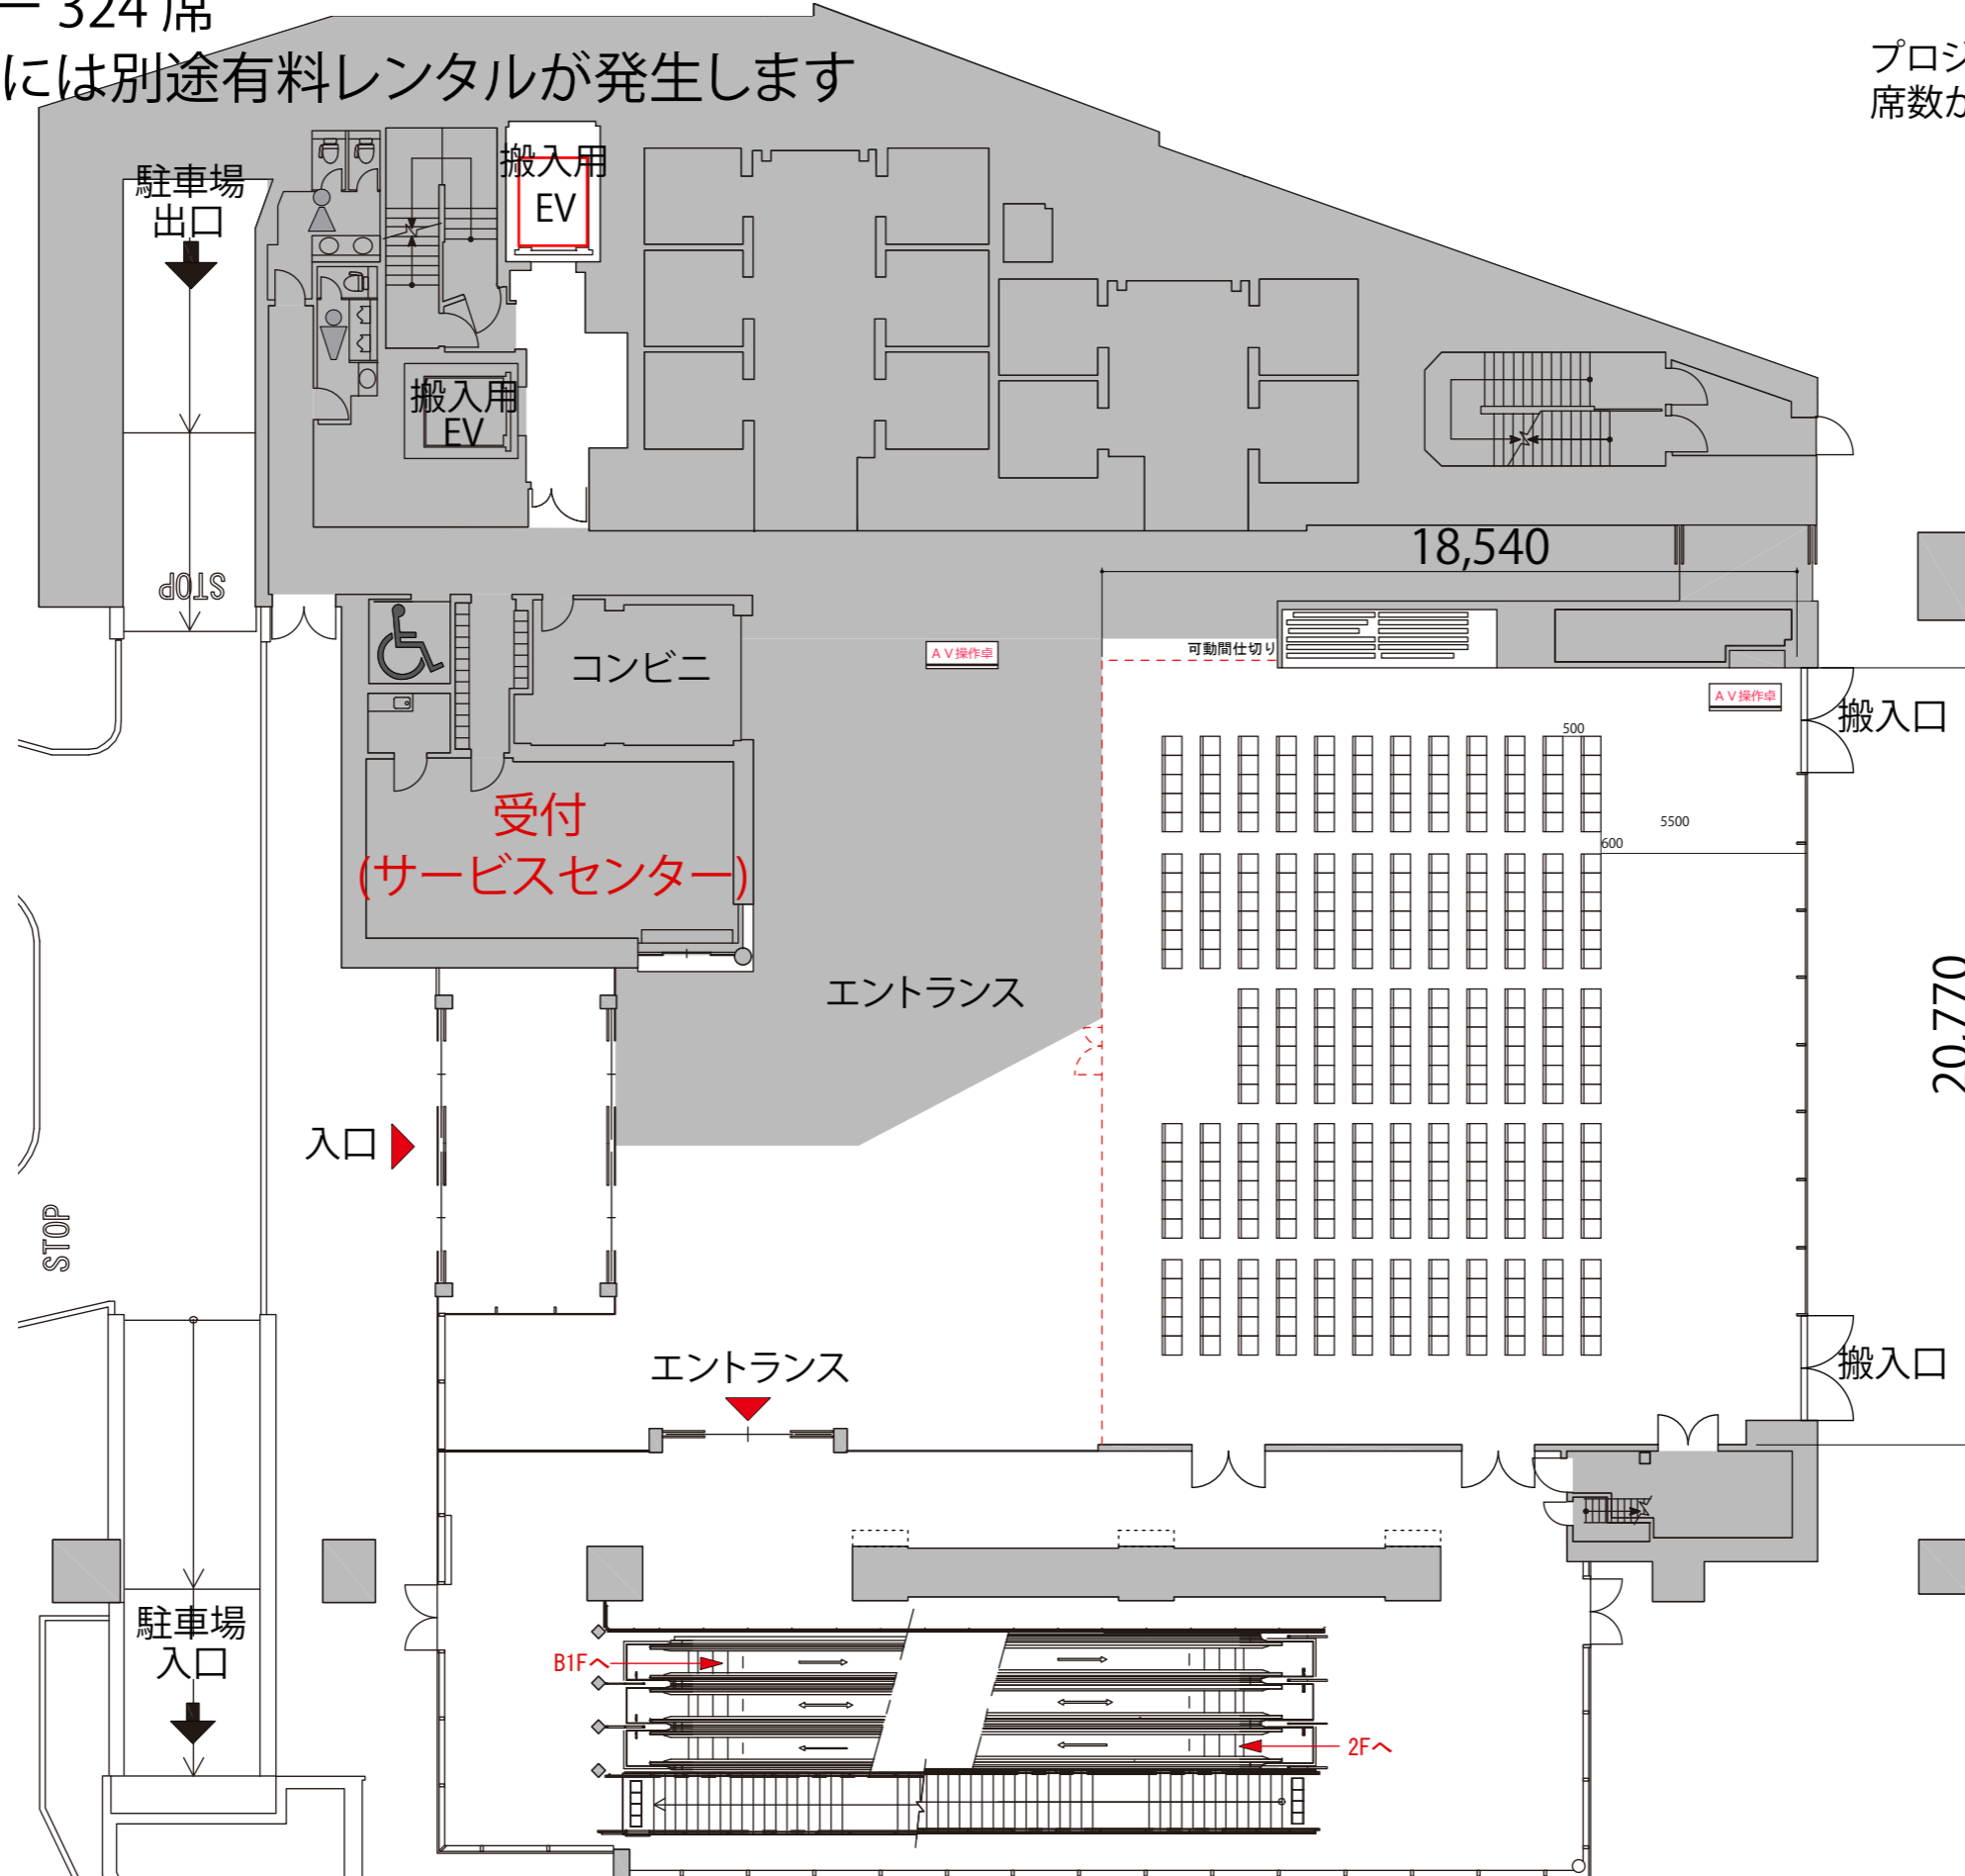 ー 324 席
には別途有料レンタルが発生します
プロジ
席数が
駐車場
出口
搬入用
EV
搬入用
EV
STOP
18,540
コンビニ
AV操作卓
可動間仕切り
AV操作卓
搬入口
500
5500
600
受付
(サービスセンター)
エントランス
20,770
入口
STOP
エントランス
搬入口
駐車場
入口
B1Fへ
2Fへ